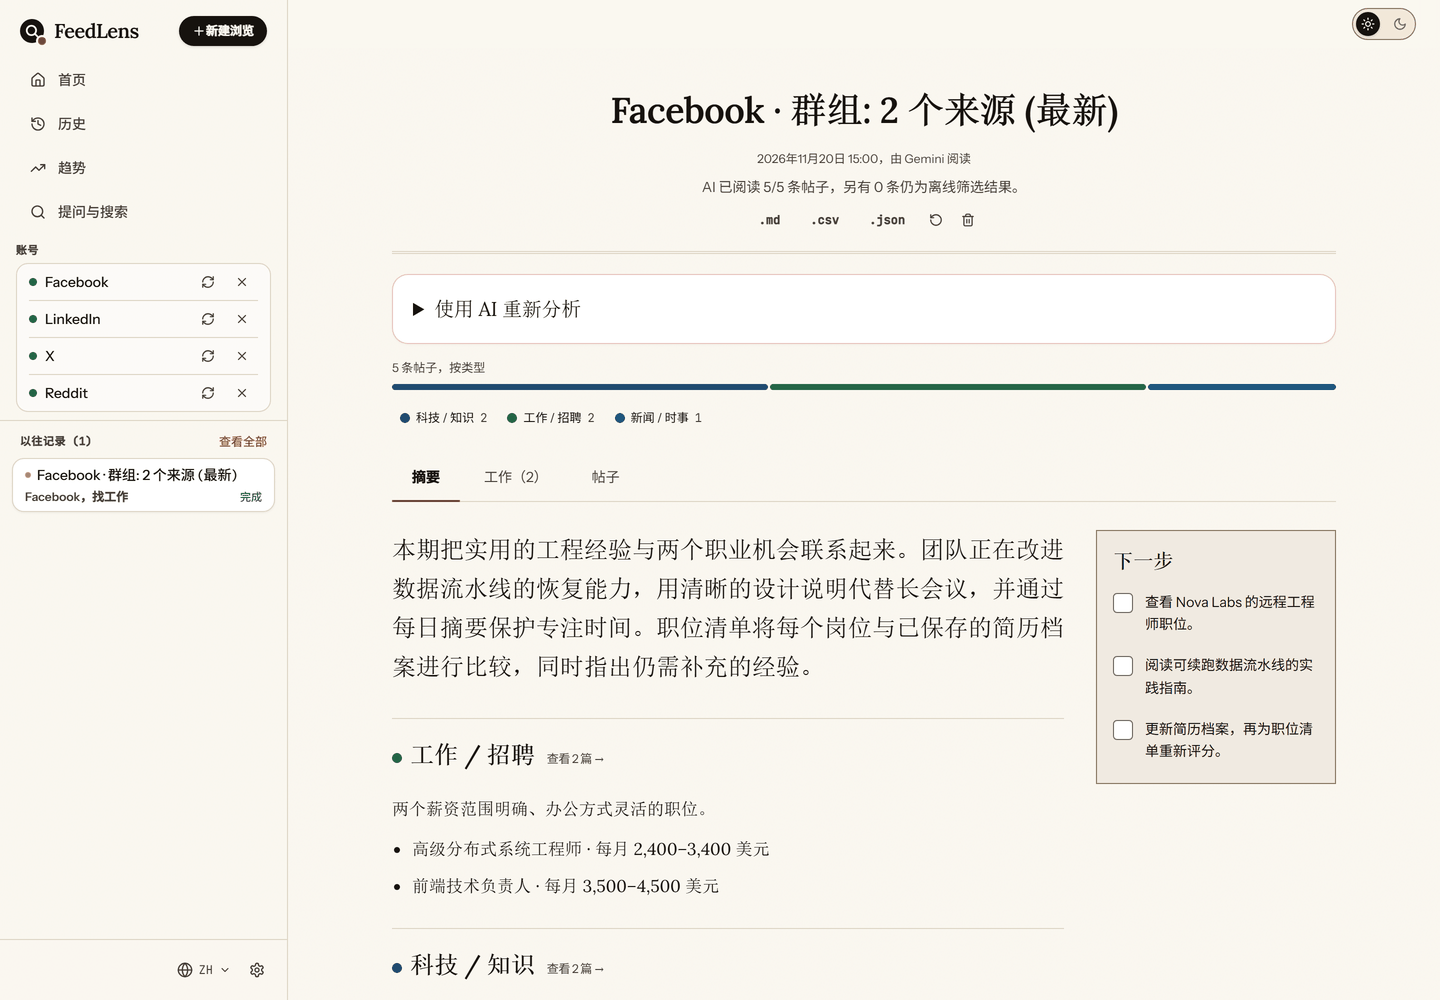 FeedLens
＋新建浏览
首页
历史
趋势
提问与搜索
账号
Facebook
LinkedIn
X
Reddit
以往记录（1）
查看全部
Facebook · 群组: 2 个来源 (最新)
Facebook，找工作
完成
ZH
Facebook · 群组: 2 个来源 (最新)
2026年11月20日 15:00，由 Gemini 阅读
AI 已阅读 5/5 条帖子，另有 0 条仍为离线筛选结果。
.md
.csv
.json
使用 AI 重新分析
5 条帖子，按类型
科技 / 知识 2
工作 / 招聘 2
新闻 / 时事 1
摘要
工作（2）
帖子
本期把实用的工程经验与两个职业机会联系起来。团队正在改进
数据流水线的恢复能力，用清晰的设计说明代替长会议，并通过
每日摘要保护专注时间。职位清单将每个岗位与已保存的简历档
案进行比较，同时指出仍需补充的经验。
工作 / 招聘
查看 2 篇 →
两个薪资范围明确、办公方式灵活的职位。
• 高级分布式系统工程师 · 每月 2,400–3,400 美元
• 前端技术负责人 · 每月 3,500–4,500 美元
科技 / 知识
查看 2 篇 →
下一步
查看 Nova Labs 的远程工程
师职位。
阅读可续跑数据流水线的实
践指南。
更新简历档案，再为职位清
单重新评分。